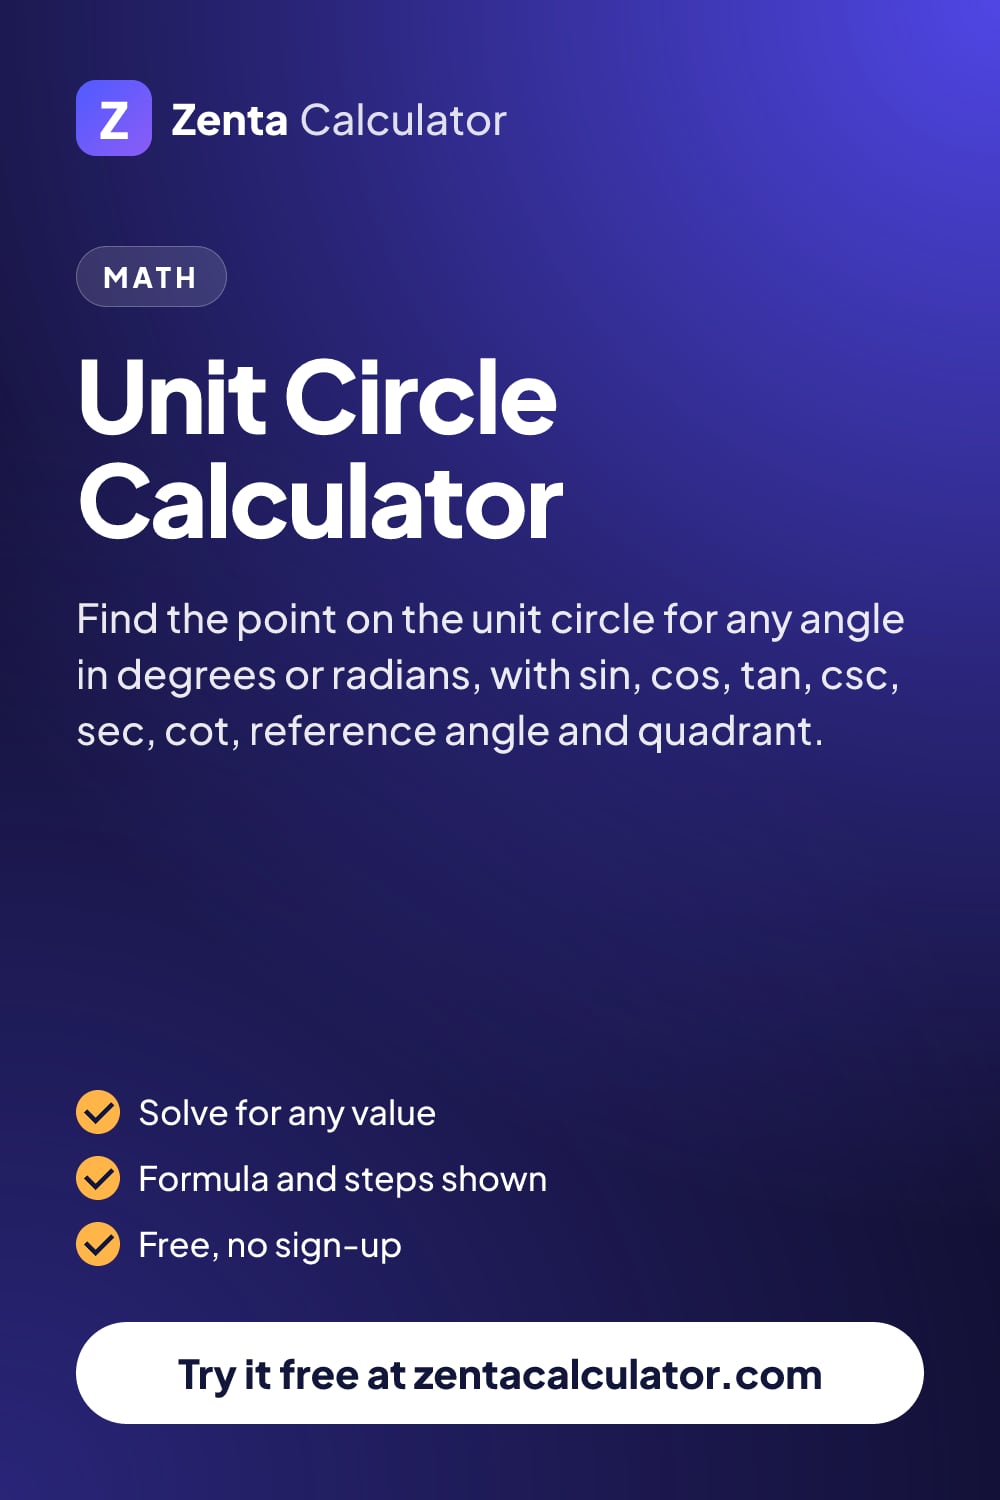 Z
Zenta Calculator
MATH
Unit Circle
Calculator
Find the point on the unit circle for any angle
in degrees or radians, with sin, cos, tan, csc,
sec, cot, reference angle and quadrant.
Solve for any value
Formula and steps shown
Free, no sign-up
Try it free at zentacalculator.com